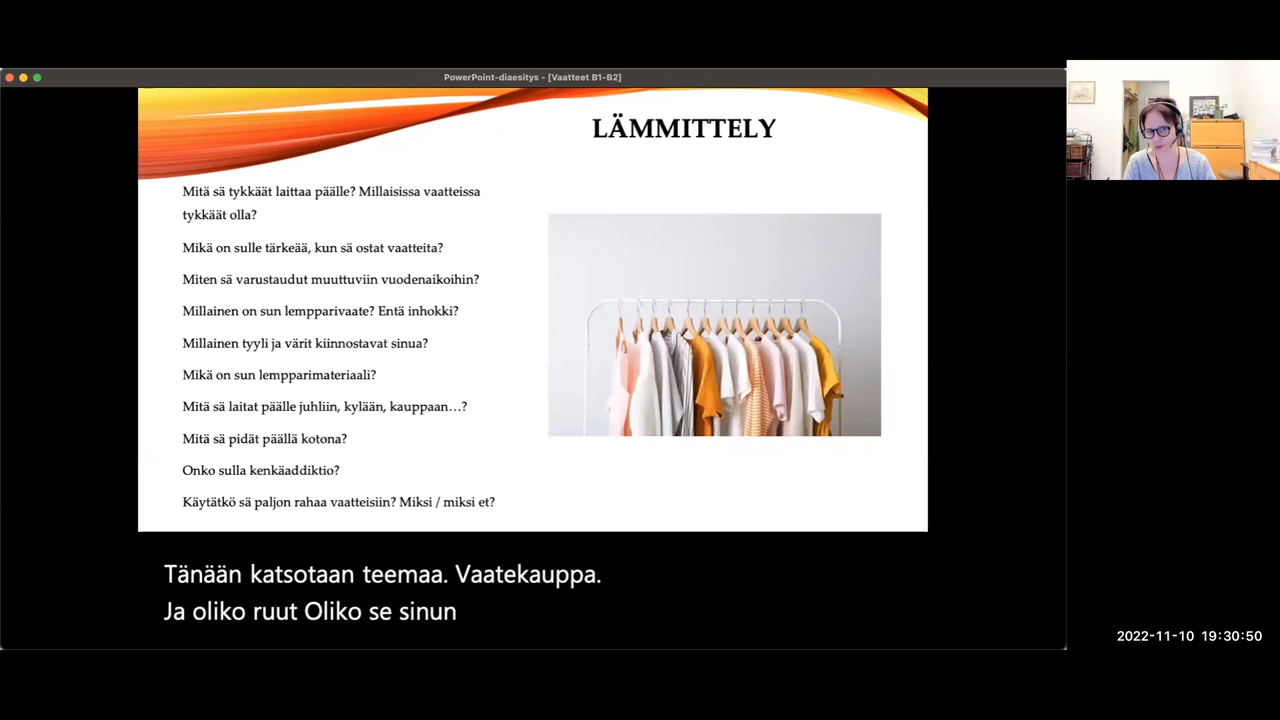 PowerPoint-diaesitys - [Vaatteet B1-B2]
LÄMMITTELY
Mitä sä tykkäät laittaa päälle? Millaisissa vaatteissa
tykkäät olla?
Mikä on sulle tärkeää, kun sä ostat vaatteita?
Miten sä varustaudut muuttuviin vuodenaikoihin?
Millainen on sun lempparivaate? Entä inhokki?
Millainen tyyli ja värit kiinnostavat sinua?
Mikä on sun lempparimateriaali?
Mitä sä laitat päälle juhliin, kylään, kauppaan…?
Mitä sä pidät päällä kotona?
Onko sulla kenkäaddiktio?
Käytätkö sä paljon rahaa vaatteisiin? Miksi / miksi et?
Tänään katsotaan teemaa. Vaatekauppa.
Ja oliko ruut Oliko se sinun
2022-11-10 19:30:50